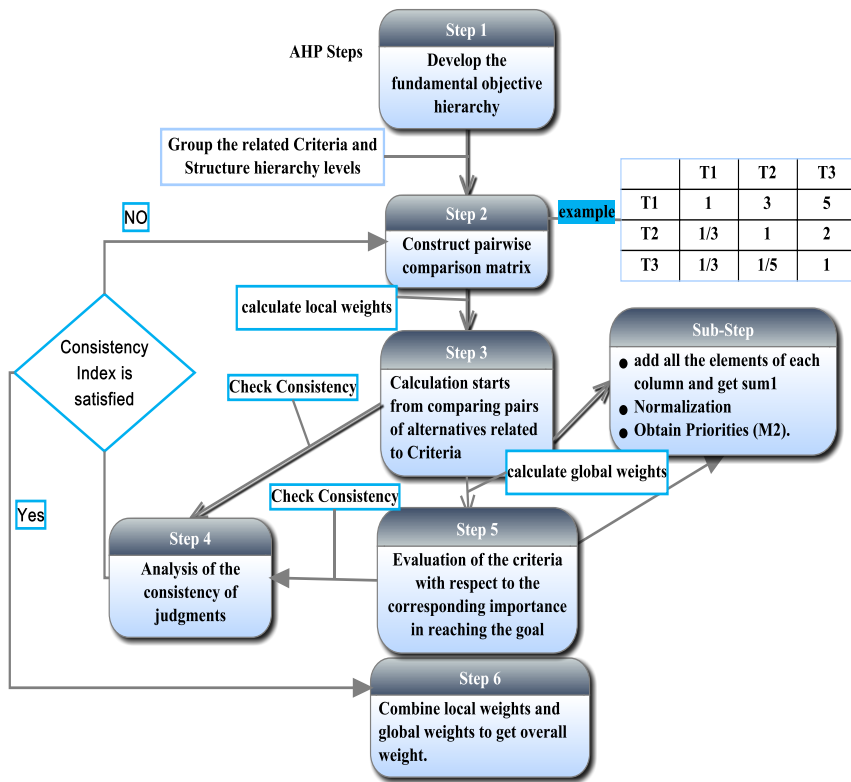 AHP Steps
Step 1
Develop the
fundamental objective
hierarchy
Group the related Criteria and
Structure hierarchy levels
NO
Step 2
Construct pairwise
comparison matrix
example
T1 T2 T3
T1 1 3 5
T2 1/3 1 2
T3 1/3 1/5 1
calculate local weights
Consistency
Index is
satisfied
Check Consistency
Step 3
Calculation starts
from comparing pairs
of alternatives related
to Criteria
Sub-Step
● add all the elements of each
column and get sum1
● Normalization
● Obtain Priorities (M2).
calculate global weights
Check Consistency
Yes
Step 4
Analysis of the
consistency of
judgments
Step 5
Evaluation of the criteria
with respect to the
corresponding importance
in reaching the goal
Step 6
Combine local weights and
global weights to get overall
weight.